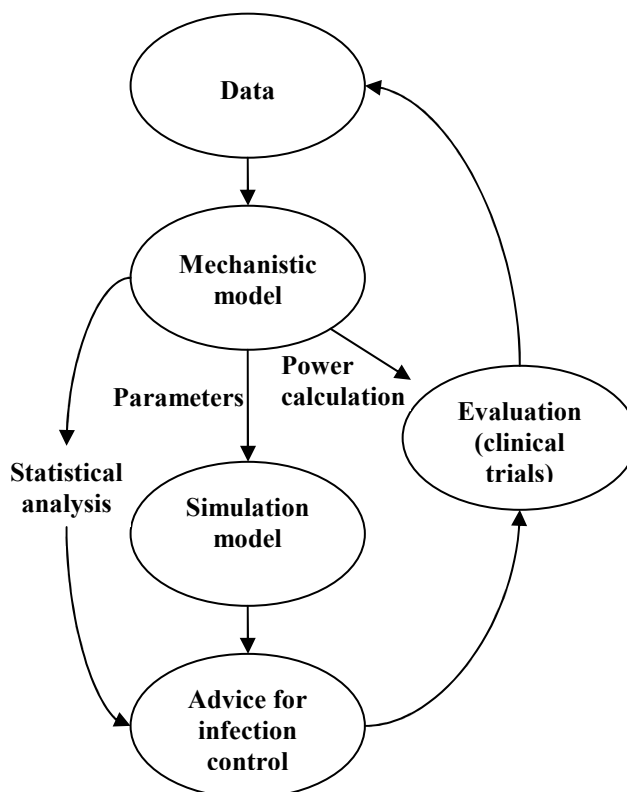 Data
Mechanistic
model
Power
calculation
Parameters
Evaluation
(clinical
trials)
Statistical
analysis
Simulation
model
Advice for
infection
control